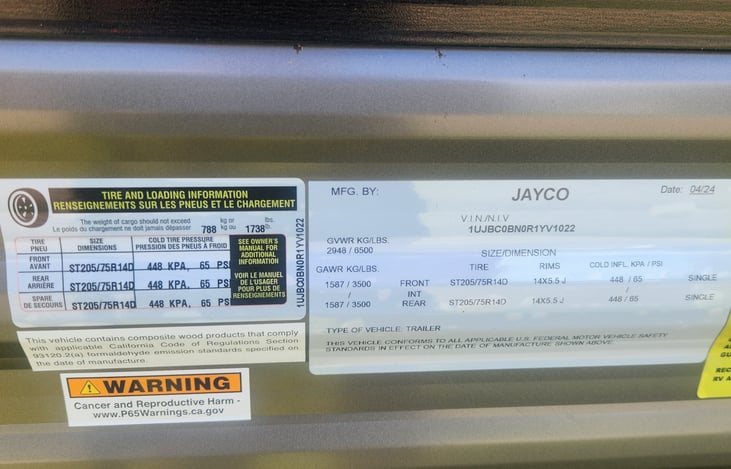 TIRE AND LOADING INFORMATION
RENSEIGNEMENTS SUR LES PNEUS ET LE CHARGEMENT
The weight of cargo should not exceed 788 kg or 1738 lbs.
Le poids du chargement ne doit jamais dépasser kg ou lb.
TIRE PNEU SIZE DIMENSIONS COLD TIRE PRESSURE PRESSION DES PNEUS À FROID
FRONT AVANT ST205/75R14D 448 KPA, 65 PSI
REAR ARRIÈRE ST205/75R14D 448 KPA, 65 PSI
SPARE DE SECOURS ST205/75R14D 448 KPA, 65 PS
SEE OWNER'S
MANUAL FOR
ADDITIONAL
INFORMATION
VOIR LE MANUEL
DE L'USAGER
POUR PLUS DE
RENSEIGNEMENTS
1UJBC0BN0R1YV1022
This vehicle contains composite wood products that comply
with applicable California Code of Regulations Section
93120.2(a) formaldehyde emission standards specified on
the date of manufacture.
WARNING
Cancer and Reproductive Harm -
www.P65Warnings.ca.gov
MFG. BY: JAYCO Date: 04/24
V.I.N./N.I.V
1UJBC0BN0R1YV1022
GVWR KG/LBS.
2948 / 6500
SIZE/DIMENSION
GAWR KG/LBS. TIRE RIMS COLD INFL. KPA / PSI
1587 / 3500 FRONT ST205/75R14D 14X5.5 J 448 / 65 SINGLE
/ INT /
1587 / 3500 REAR ST205/75R14D 14X5.5 J 448 / 65 SINGLE
TYPE OF VEHICLE: TRAILER
THIS VEHICLE CONFORMS TO ALL APPLICABLE U.S. FEDERAL MOTOR VEHICLE SAFETY
STANDARDS IN EFFECT ON THE DATE OF MANUFACTURE SHOWN ABOVE.